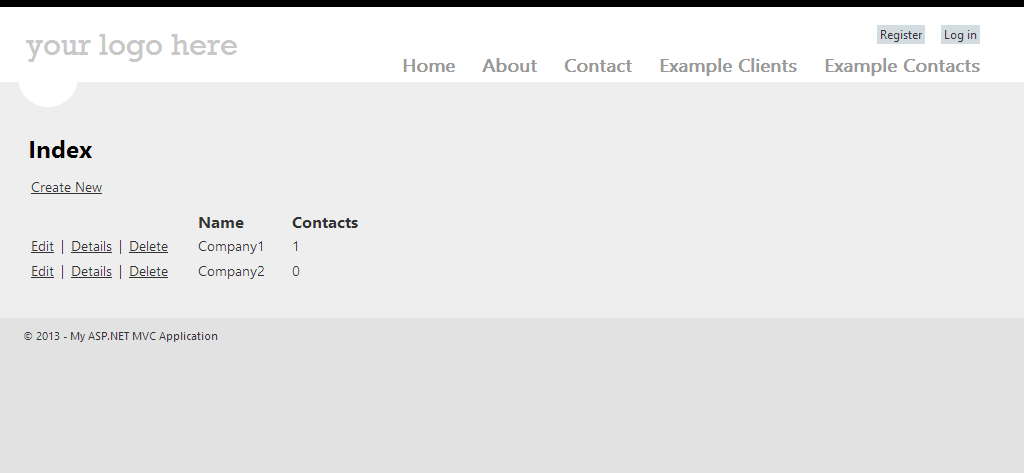 your logo here
Register Log in
Home About Contact Example Clients Example Contacts
Index
Create New
Name Contacts
Edit | Details | Delete Company1 1
Edit | Details | Delete Company2 0
© 2013 - My ASP.NET MVC Application